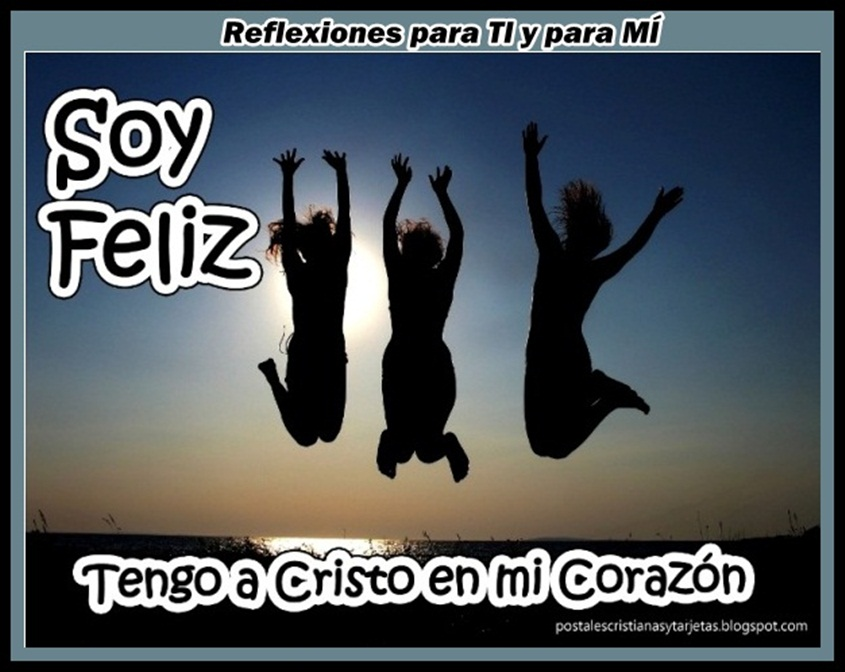 Reflexiones para TI y para MÍ
Soy
Feliz
Tengo a Cristo en mi Corazón
postalescristianasytarjetas.blogspot.com